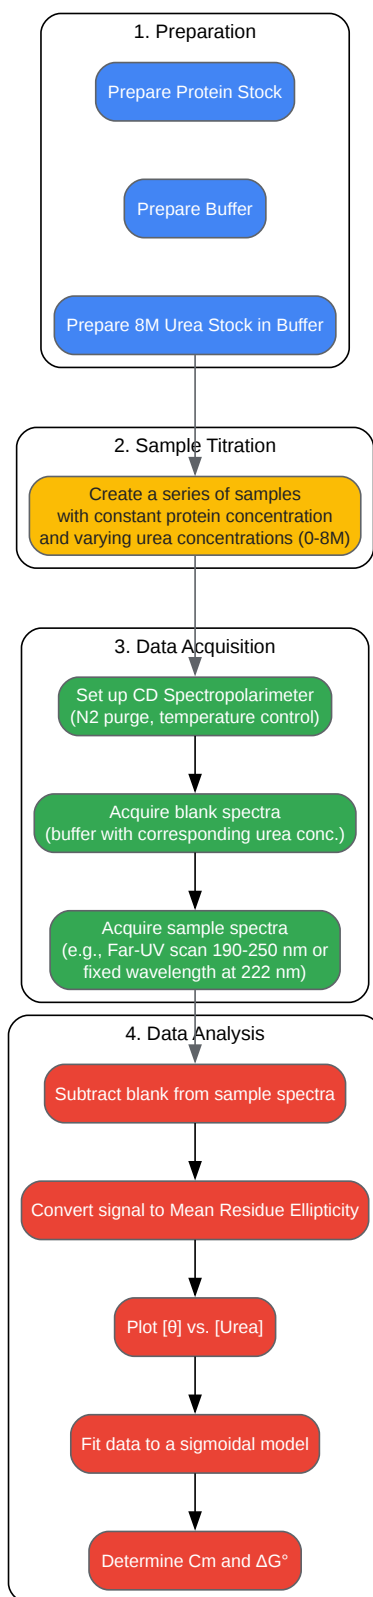 1. Preparation
Prepare Protein Stock
Prepare Buffer
Prepare 8M Urea Stock in Buffer
2. Sample Titration
Create a series of samples
with constant protein concentration
and varying urea concentrations (0-8M)
3. Data Acquisition
Set up CD Spectropolarimeter
(N2 purge, temperature control)
Acquire blank spectra
(buffer with corresponding urea conc.)
Acquire sample spectra
(e.g., Far-UV scan 190-250 nm or
fixed wavelength at 222 nm)
4. Data Analysis
Subtract blank from sample spectra
Convert signal to Mean Residue Ellipticity
Plot [θ] vs. [Urea]
Fit data to a sigmoidal model
Determine Cm and ΔG°